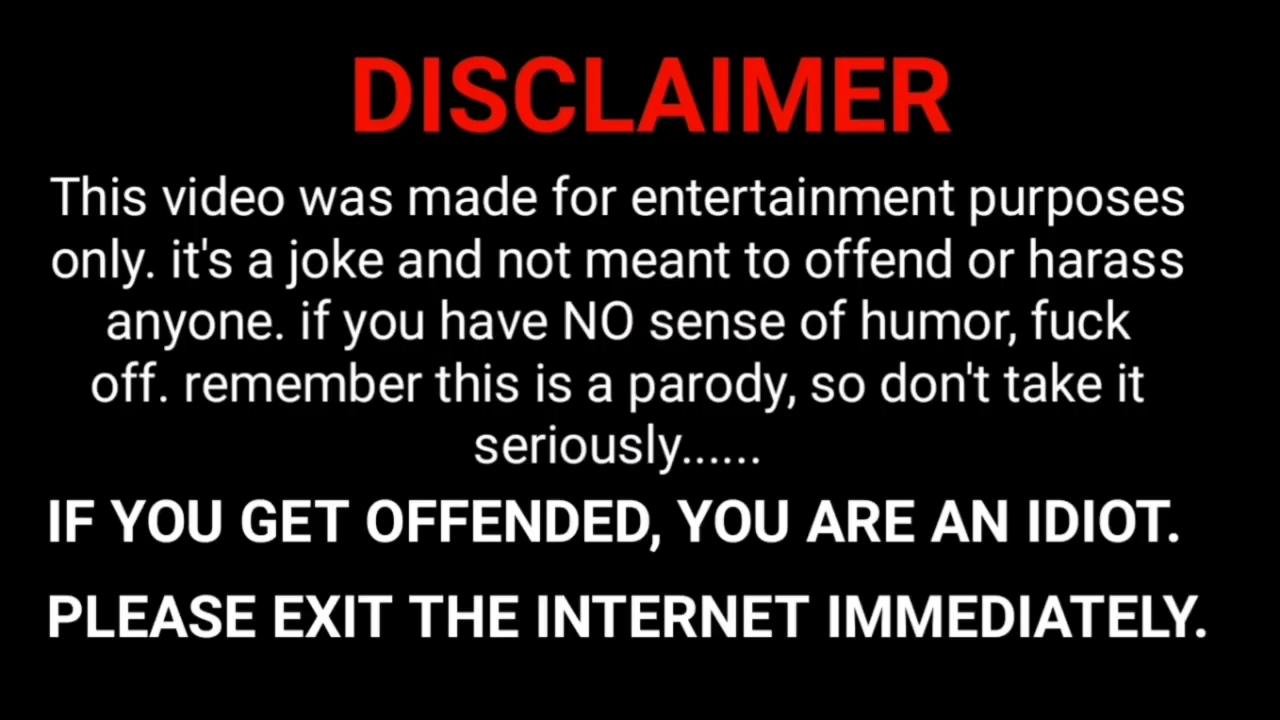 DISCLAIMER
This video was made for entertainment purposes
only. it's a joke and not meant to offend or harass
anyone. if you have NO sense of humor, fuck
off. remember this is a parody, so don't take it
seriously......
IF YOU GET OFFENDED, YOU ARE AN IDIOT.
PLEASE EXIT THE INTERNET IMMEDIATELY.